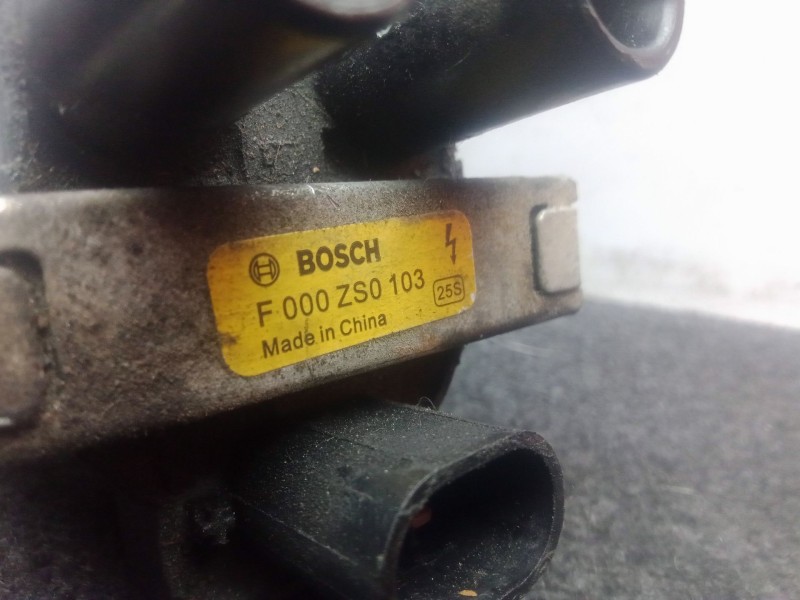 BOSCH
F 000 ZS0 103
25S
Made in China